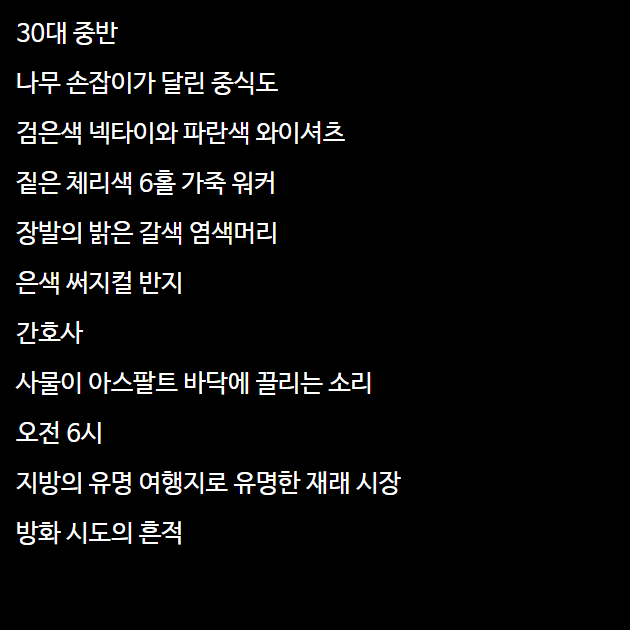 30대 중반
나무 손잡이가 달린 중식도
검은색 넥타이와 파란색 와이셔츠
짙은 체리색 6홀 가죽 워커
장발의 밝은 갈색 염색머리
은색 써지컬 반지
간호사
사물이 아스팔트 바닥에 끌리는 소리
오전 6시
지방의 유명 여행지로 유명한 재래 시장
방화 시도의 흔적